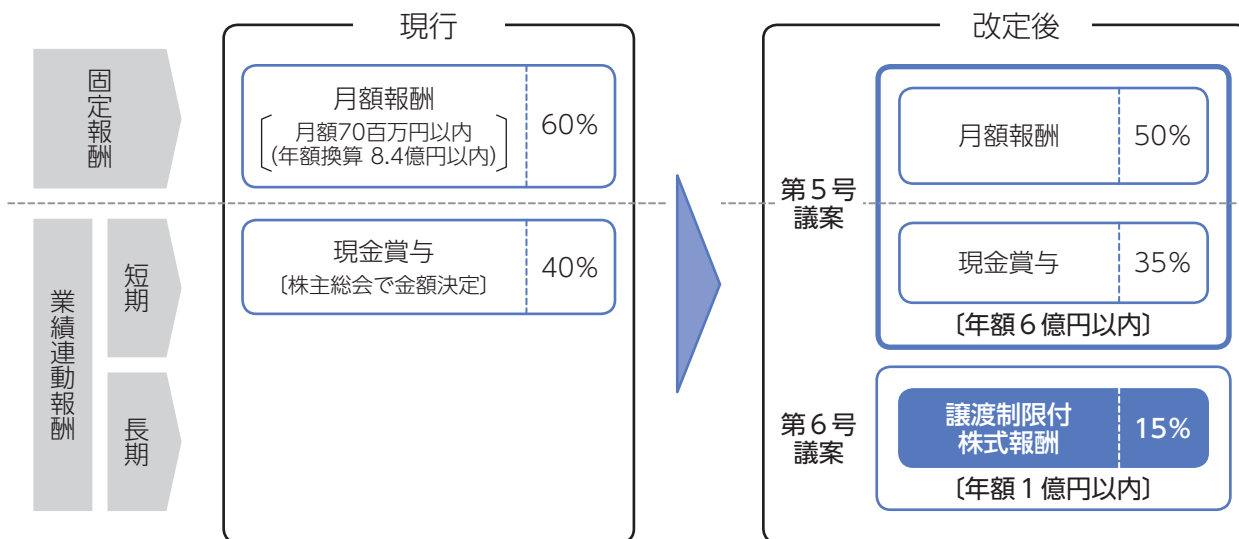 現行
改定後
固定報酬
月額報酬
月額70百万円以内
(年額換算 8.4億円以内)
60%
月額報酬
50%
第5号
議案
業績連動報酬
短期
現金賞与
〔株主総会で金額決定〕
40%
現金賞与
35%
〔年額6億円以内〕
長期
第6号
議案
譲渡制限付
株式報酬
15%
〔年額1億円以内〕